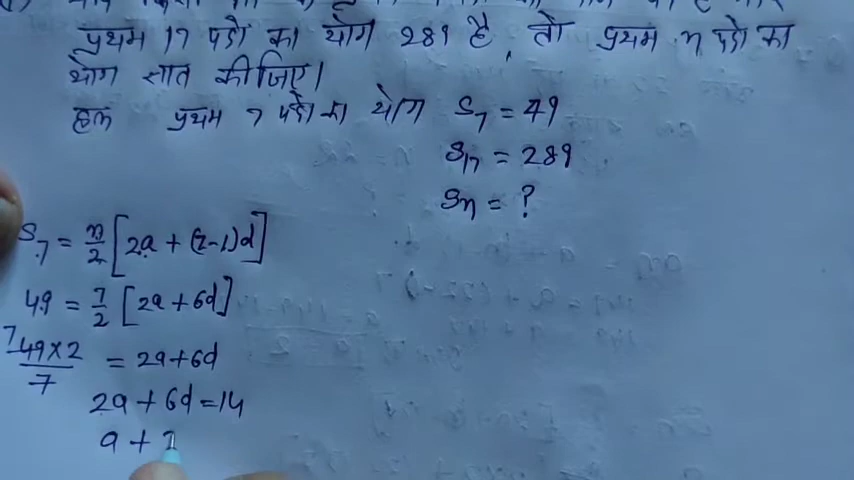 प्रथम 17 पदों का योग 289 है, तो प्रथम n पदों का
योग ज्ञात कीजिए।
हल प्रथम 7 पदों का योग S₇ = 49
S₁₇ = 289
Sn = ?
S₇ = n/2 [2a + (7-1)d]
49 = 7/2 [2a + 6d]
7 49×2/7 = 2a+6d
2a + 6d = 14
a +